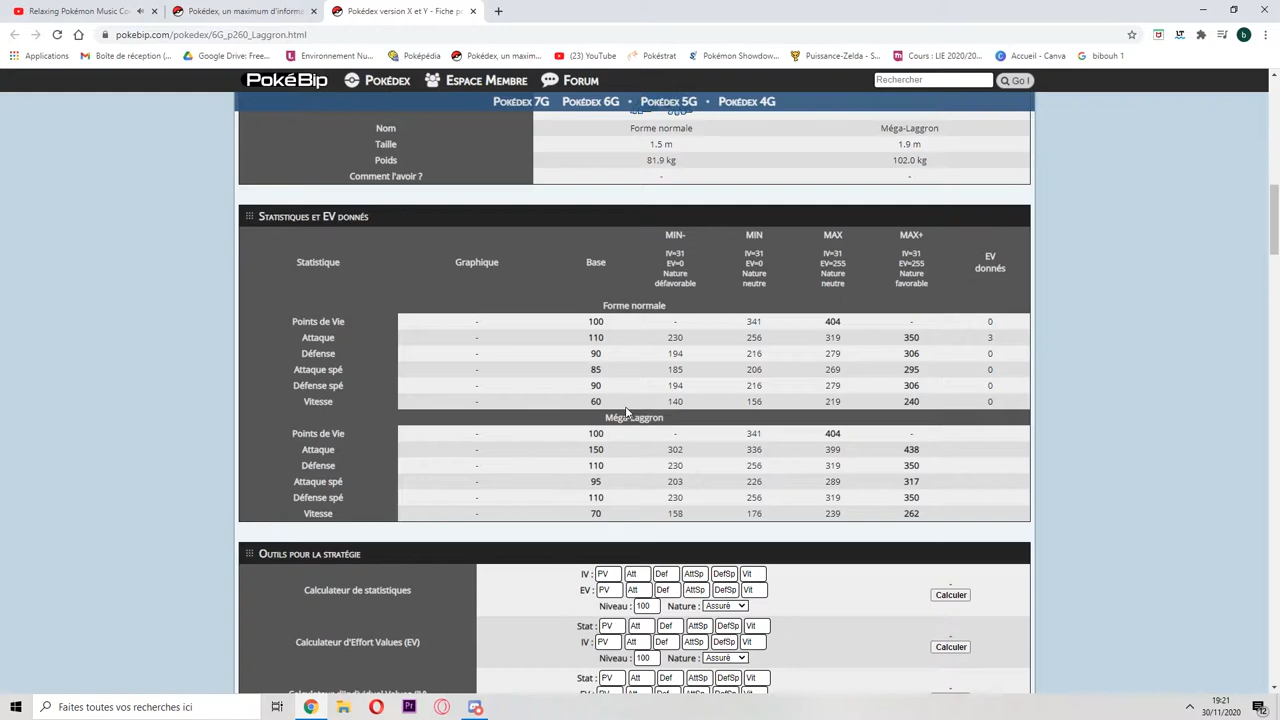 Relaxing Pokémon Music Co
Pokédex, un maximum d'informe
Pokédex version X et Y - Fiche po
pokebip.com/pokedex/6G_p260_Laggron.html
Applications
Boîte de réception (...
Google Drive: Free...
Environnement Nu...
Poképédia
Pokédex, un maxim...
(23) YouTube
Pokéstrat
Pokémon Showdow...
Puissance-Zelda - S...
Cours : LIE 2020/20...
Accueil - Canva
bibouh 1
PokéBip
Pokédex
Espace Membre
Forum
Rechercher
Go !
Pokédex 7G Pokédex 6G • Pokédex 5G • Pokédex 4G
Nom Forme normale Méga-Laggron
Taille 1.5 m 1.9 m
Poids 81.9 kg 102.0 kg
Comment l'avoir ? - -
Statistiques et EV donnés
Statistique Graphique Base
MIN-
IV=31
EV=0
Nature
défavorable
MIN
IV=31
EV=0
Nature
neutre
MAX
IV=31
EV=255
Nature
neutre
MAX+
IV=31
EV=255
Nature
favorable
EV
donnés
Forme normale
Points de Vie - 100 - 341 404 - 0
Attaque - 110 230 256 319 350 3
Défense - 90 194 216 279 306 0
Attaque spé - 85 185 206 269 295 0
Défense spé - 90 194 216 279 306 0
Vitesse - 60 140 156 219 240 0
Méga-Laggron
Points de Vie - 100 - 341 404 -
Attaque - 150 302 336 399 438
Défense - 110 230 256 319 350
Attaque spé - 95 203 226 289 317
Défense spé - 110 230 256 319 350
Vitesse - 70 158 176 239 262
Outils pour la stratégie
Calculateur de statistiques
IV : PV Att Def AttSp DefSp Vit
EV : PV Att Def AttSp DefSp Vit
Niveau : 100 Nature : Assuré
-
Calculer
Calculateur d'Effort Values (EV)
Stat : PV Att Def AttSp DefSp Vit
IV : PV Att Def AttSp DefSp Vit
Niveau : 100 Nature : Assuré
-
Calculer
Stat : PV Att Def AttSp DefSp Vit
Faites toutes vos recherches ici
19:21
30/11/2020